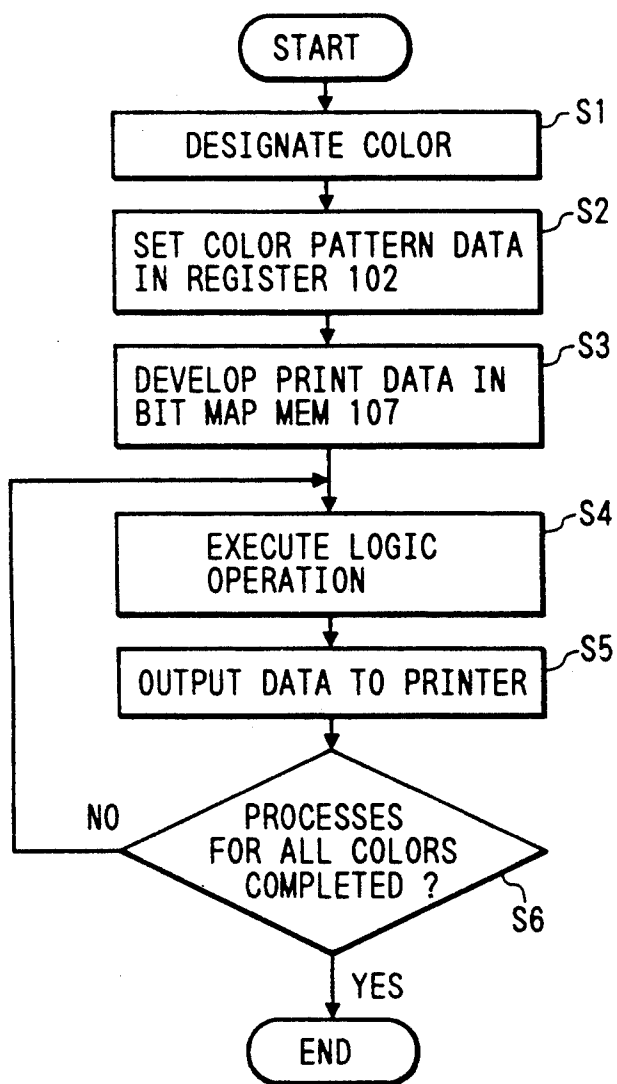 START
S1
DESIGNATE COLOR
S2
SET COLOR PATTERN DATA
IN REGISTER 102
S3
DEVELOP PRINT DATA IN
BIT MAP MEM 107
S4
EXECUTE LOGIC
OPERATION
S5
OUTPUT DATA TO PRINTER
NO
PROCESSES
FOR ALL COLORS
COMPLETED ?
S6
YES
END